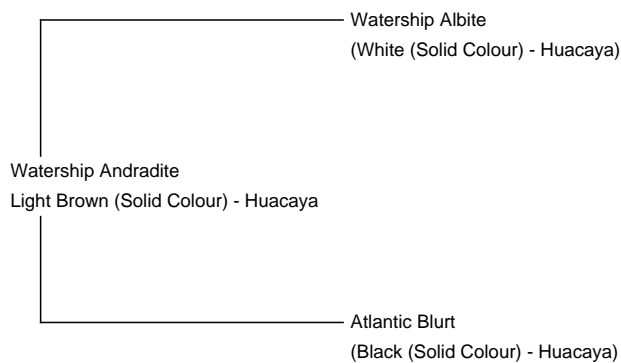 Watership Albite
(White (Solid Colour) - Huacaya)
Watership Andradite
Light Brown (Solid Colour) - Huacaya
Atlantic Blurt
(Black (Solid Colour) - Huacaya)